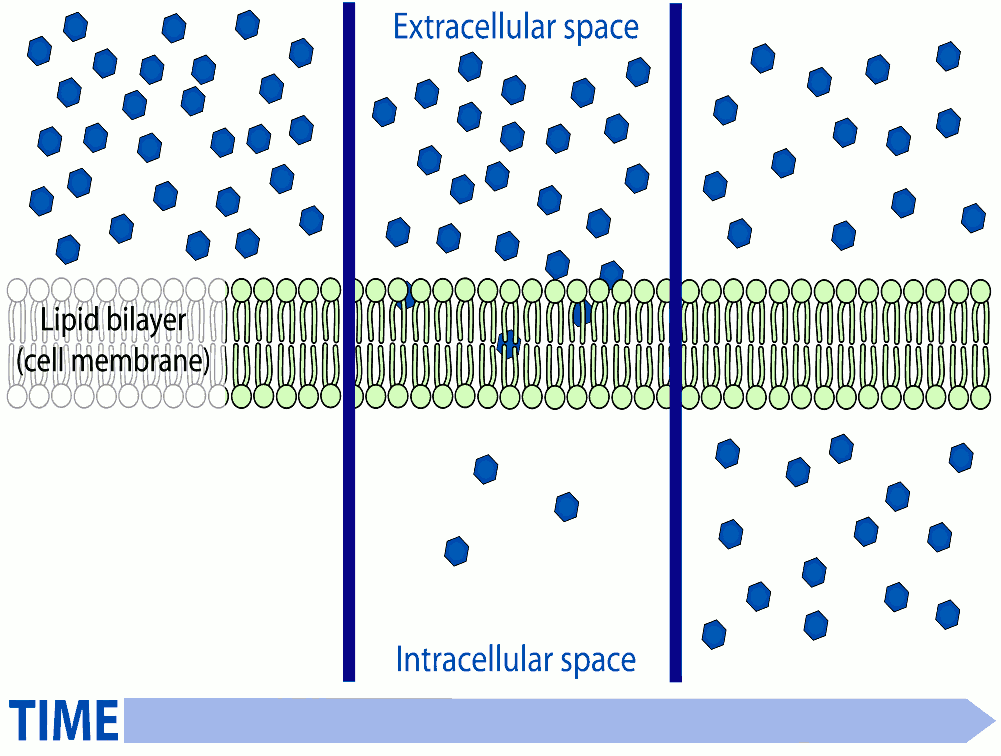 Extracellular space
Lipid bilayer
(cell membrane)
Intracellular space
TIME